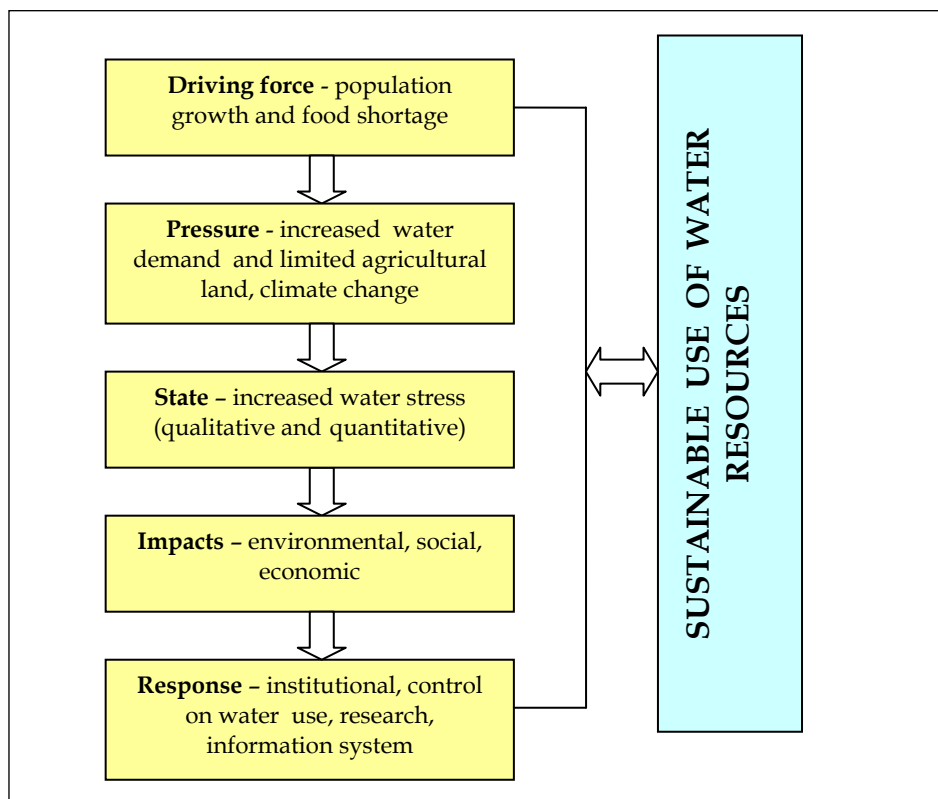 Driving force - population
growth and food shortage
Pressure - increased water
demand and limited agricultural
land, climate change
State – increased water stress
(qualitative and quantitative)
Impacts – environmental, social,
economic
Response – institutional, control
on water use, research,
information system
SUSTAINABLE USE OF WATER
RESOURCES